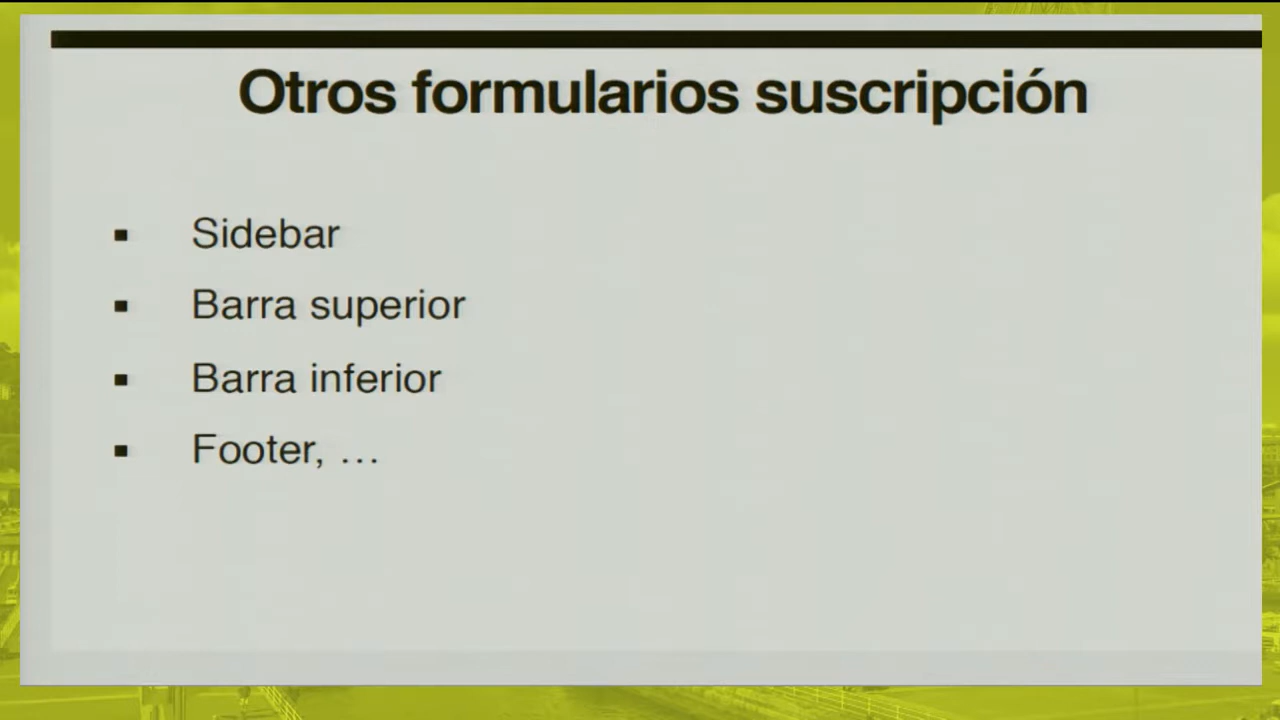 Otros formularios suscripción
▪ Sidebar
▪ Barra superior
▪ Barra inferior
▪ Footer, …